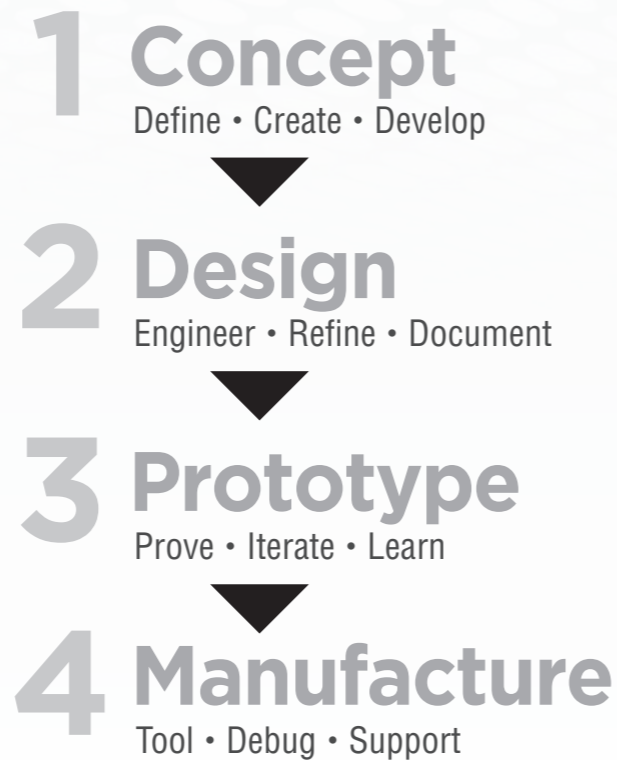 1 Concept
Define • Create • Develop
2 Design
Engineer • Refine • Document
3 Prototype
Prove • Iterate • Learn
4 Manufacture
Tool • Debug • Support